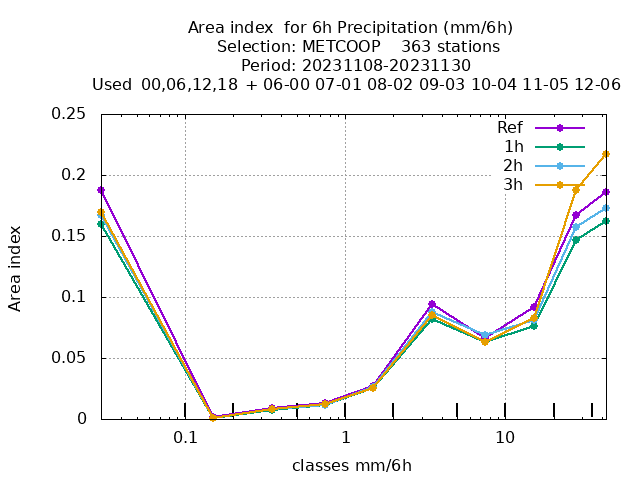 Area index  for 6h Precipitation (mm/6h)
Selection: METCOOP    363 stations
Period: 20231108-20231130
Used  00,06,12,18  + 06-00 07-01 08-02 09-03 10-04 11-05 12-06
0.25
0.2
0.15
0.1
0.05
0
Area index
Ref
1h
2h
3h
0.1
1
10
classes mm/6h